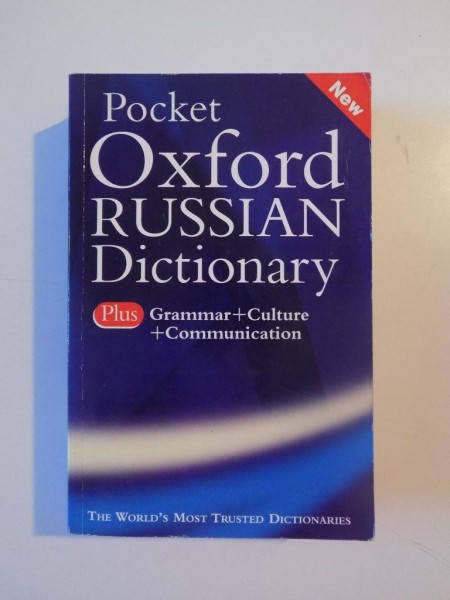 New
Pocket
Oxford
RUSSIAN
Dictionary
Plus Grammar+Culture
+Communication
THE WORLD'S MOST TRUSTED DICTIONARIES